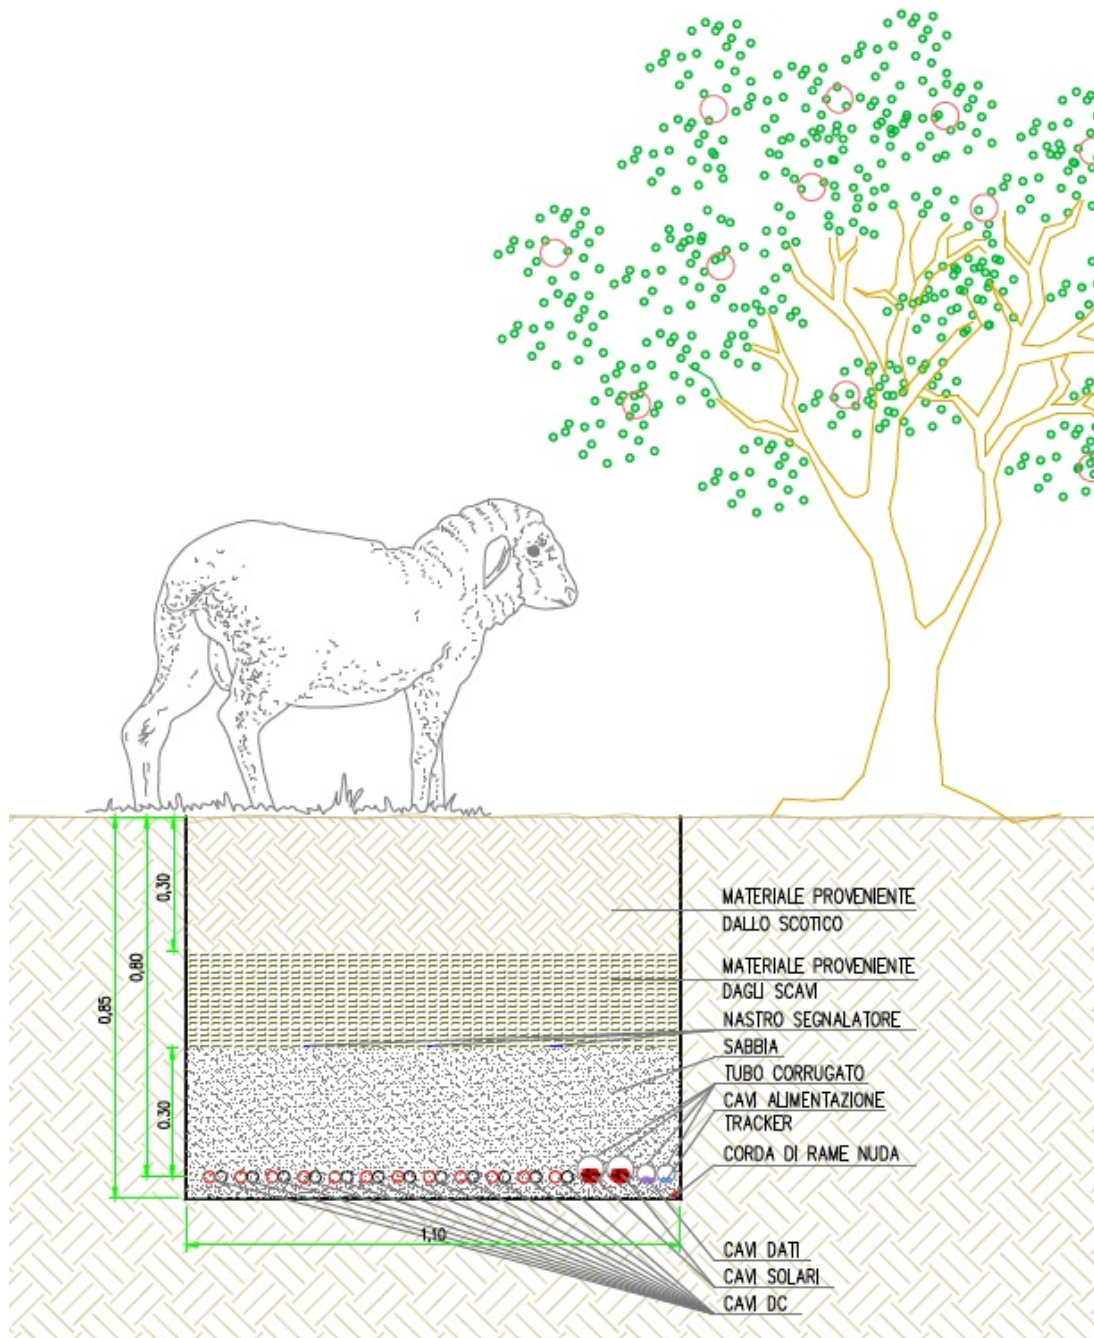 0,30
0,80
0,85
0.30
1,10
MATERIALE PROVENIENTE
DALLO SCOTICO
MATERIALE PROVENIENTE
DAGLI SCAVI
NASTRO SEGNALATORE
SABBIA
TUBO CORRUGATO
CAVI ALIMENTAZIONE
TRACKER
CORDA DI RAME NUDA
CAVI DATI
CAVI SOLARI
CAVI DC